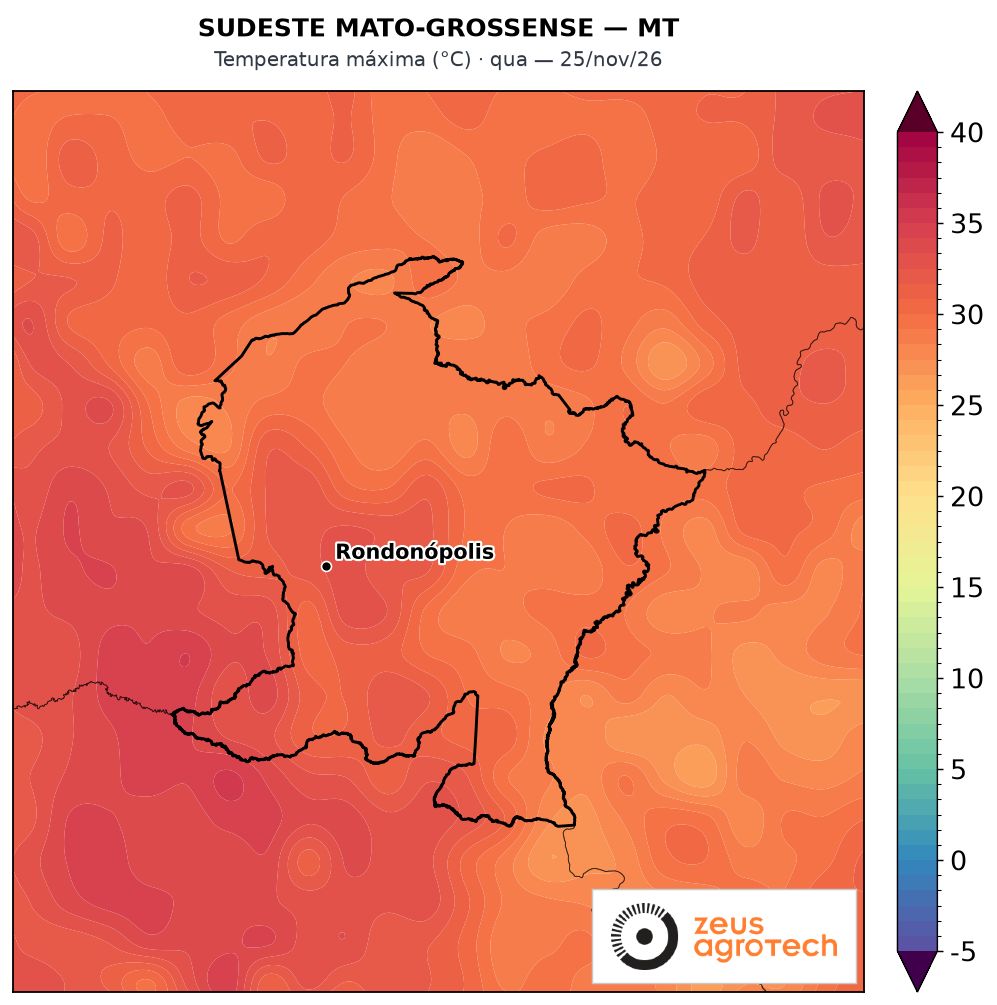 SUDESTE MATO-GROSSENSE — MT
Temperatura máxima (°C) · qua — 25/nov/26
40
35
30
25
20
15
10
5
0
-5
Rondonópolis
zeus
agrotech